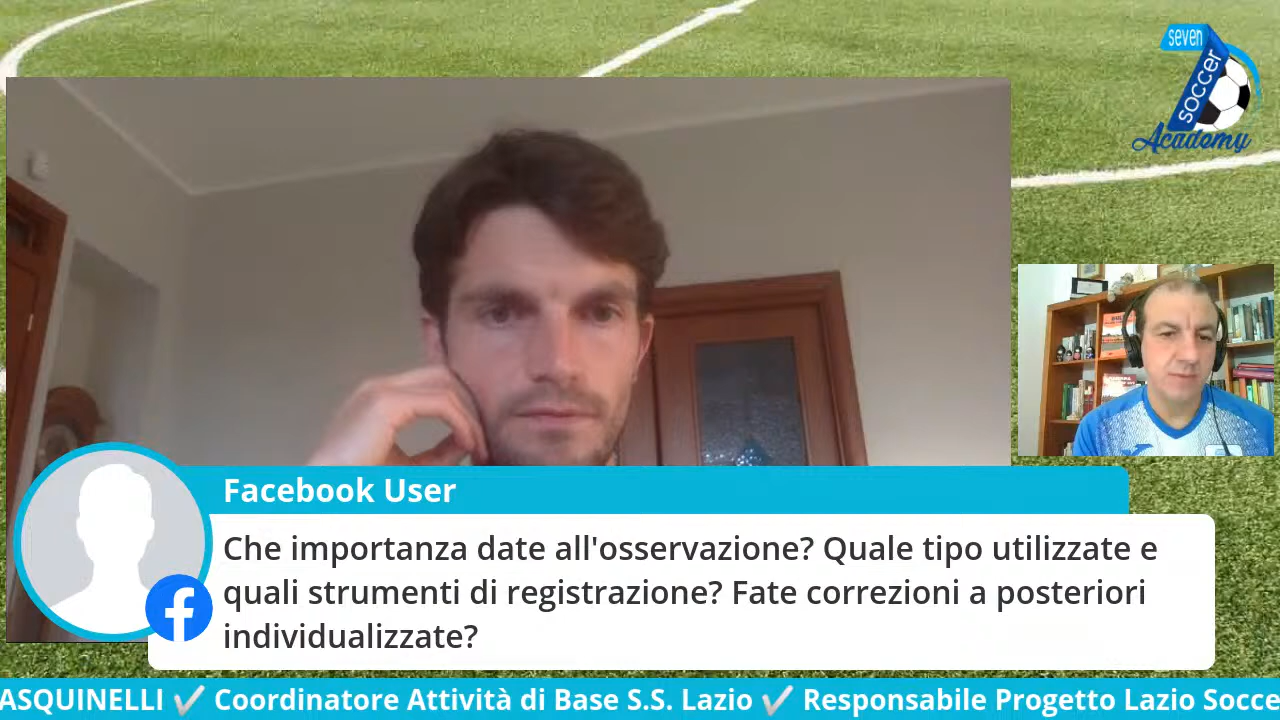 seven
soccer
Academy
Facebook User
Che importanza date all'osservazione? Quale tipo utilizzate e
quali strumenti di registrazione? Fate correzioni a posteriori
individualizzate?
ASQUINELLI ✔ Coordinatore Attività di Base S.S. Lazio ✔ Responsabile Progetto Lazio Socce